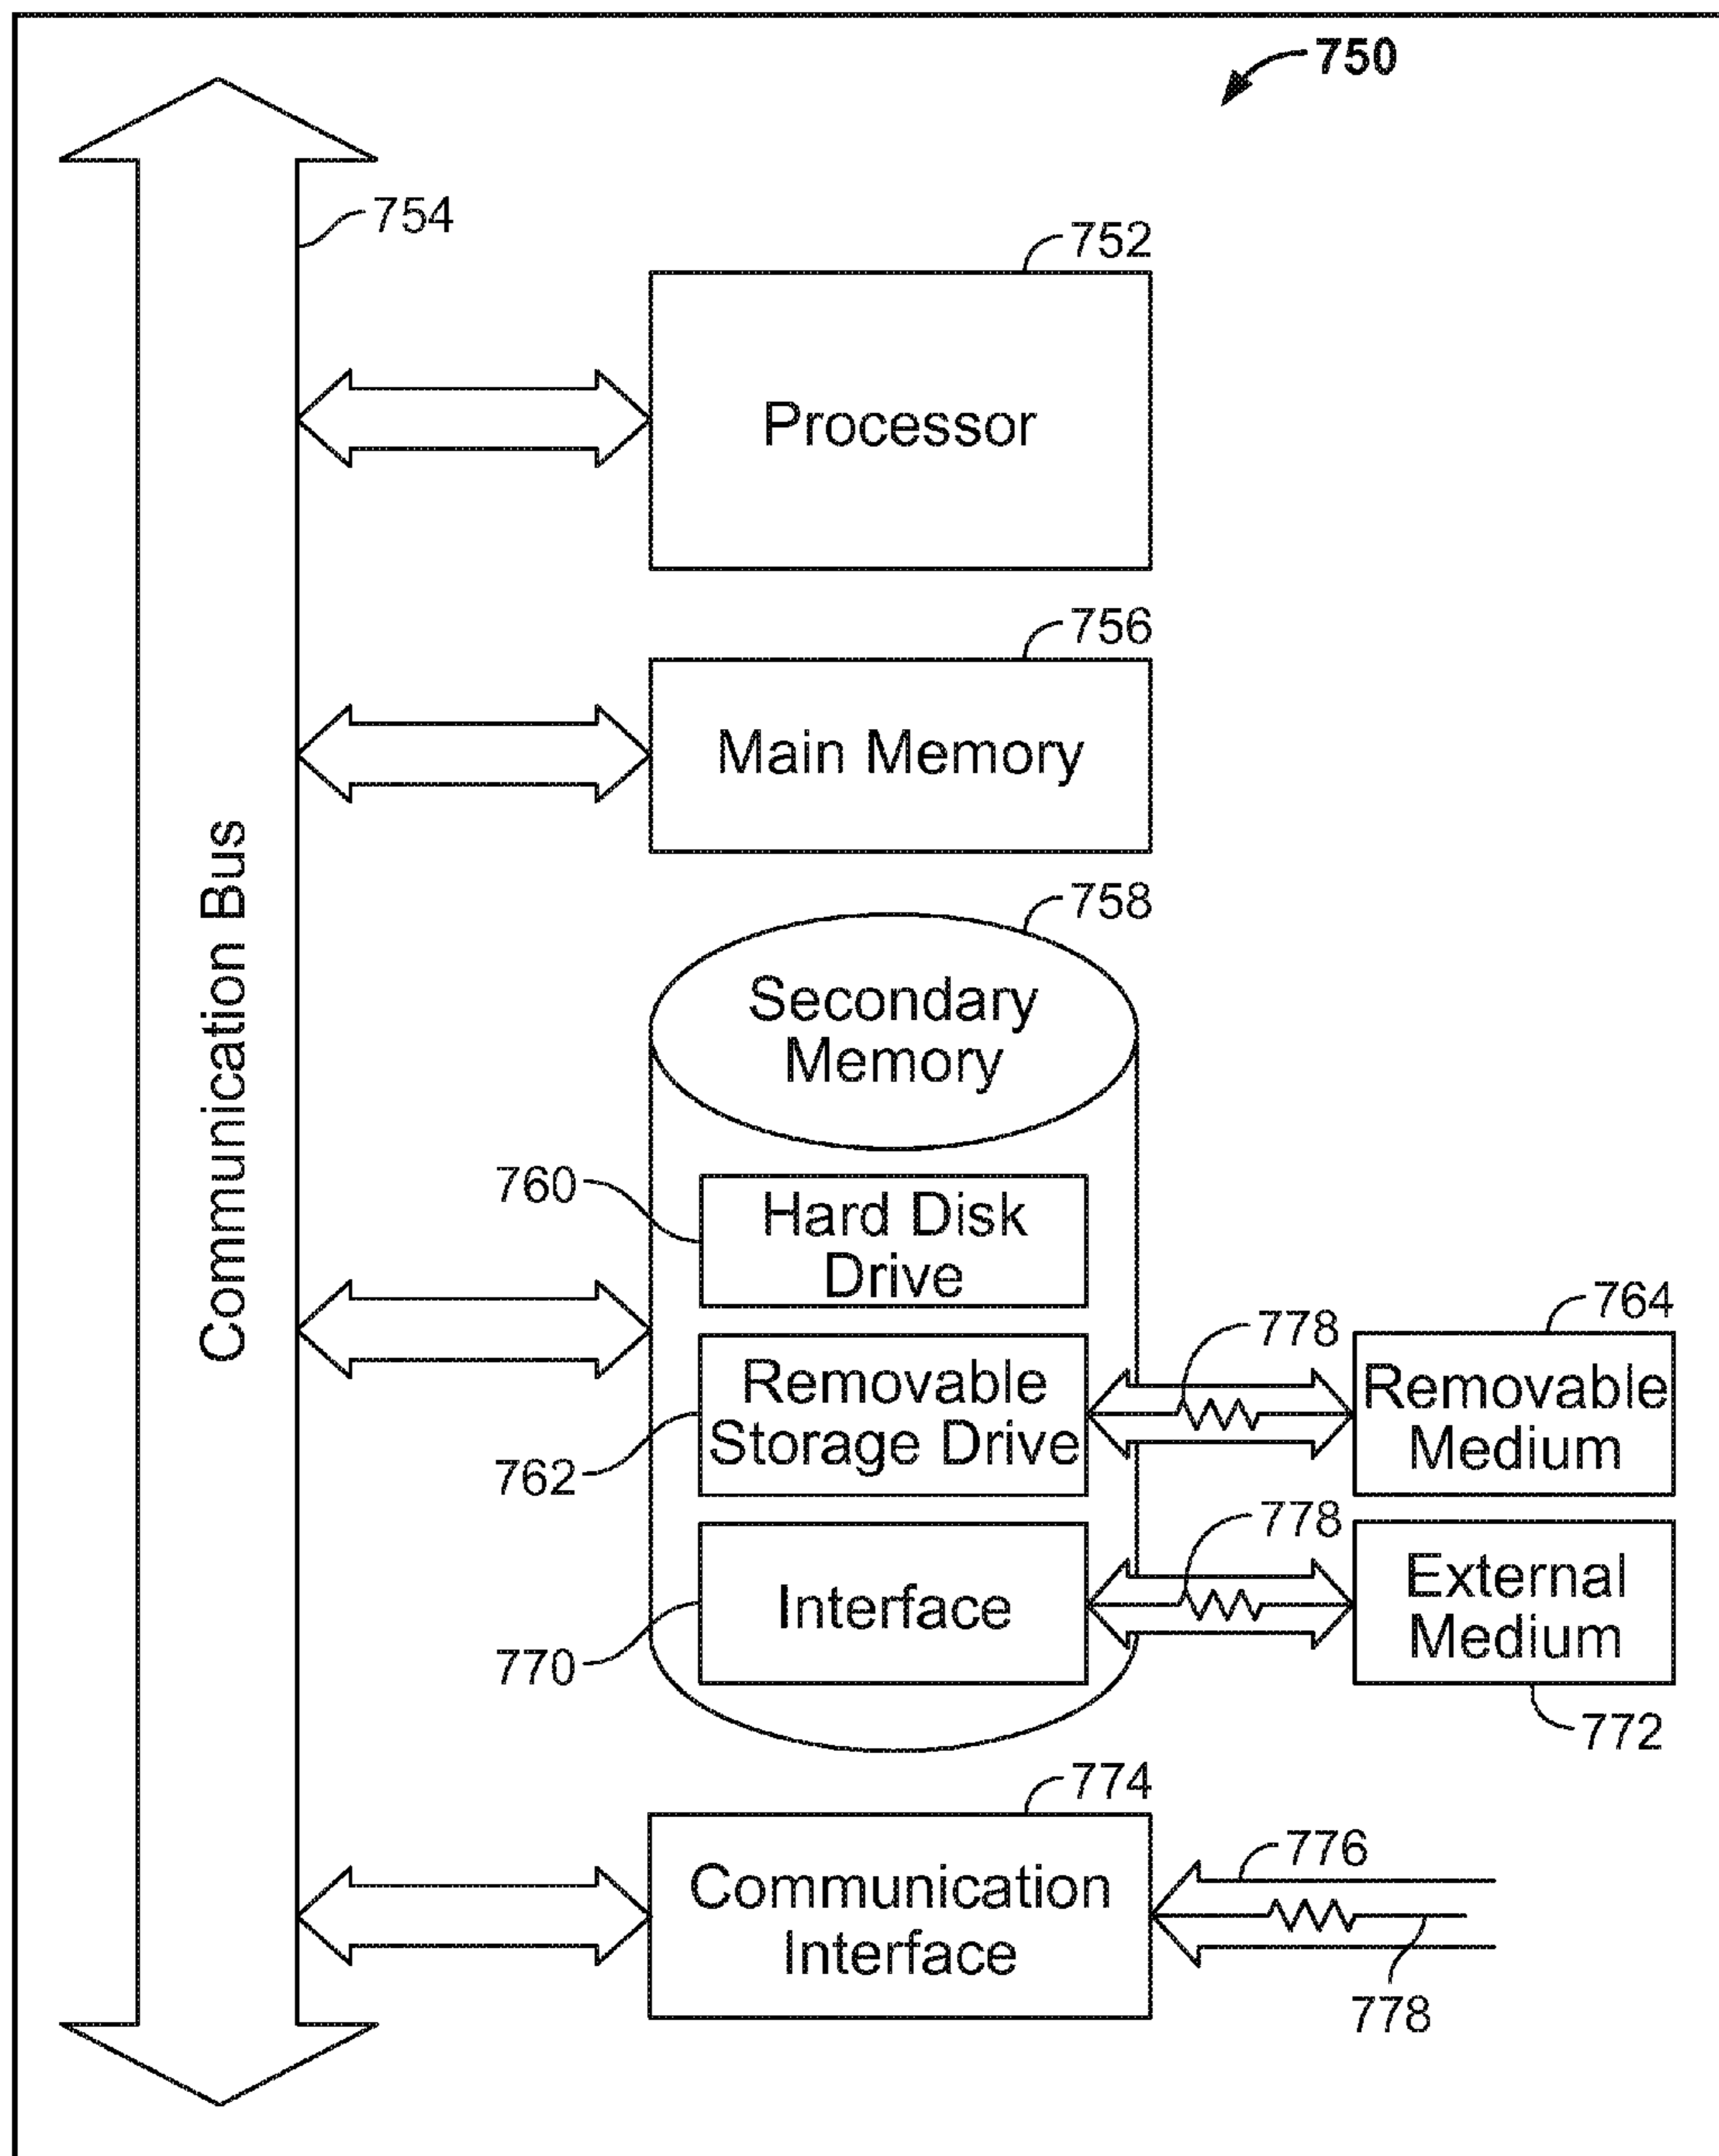 750
754
752
Processor
756
Main Memory
Communication Bus
758
Secondary
Memory
760
Hard Disk
Drive
762
Removable
Storage Drive
778
764
Removable
Medium
770
Interface
778
External
Medium
772
774
Communication
Interface
776
778